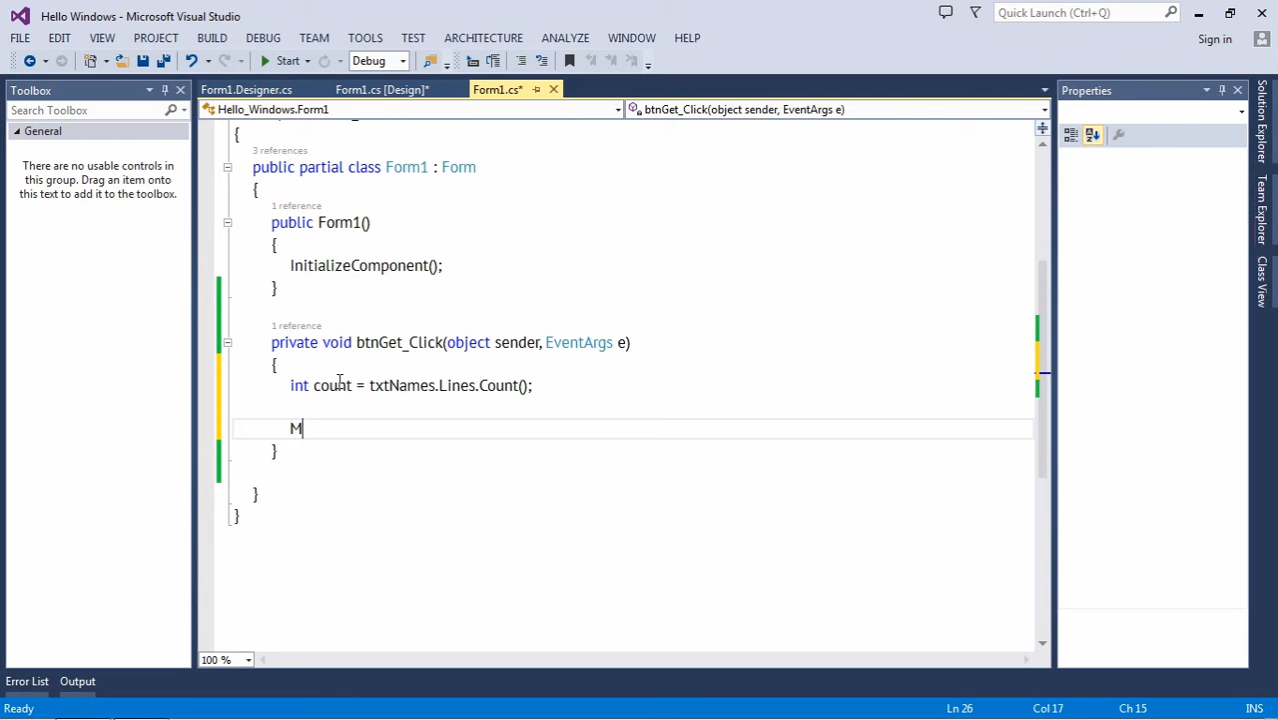 Hello Windows - Microsoft Visual Studio
Quick Launch (Ctrl+Q)
FILE EDIT VIEW PROJECT BUILD DEBUG TEAM TOOLS TEST ARCHITECTURE ANALYZE WINDOW HELP
Sign in
Start Debug
Toolbox
Search Toolbox
General
There are no usable controls in
this group. Drag an item onto
this text to add it to the toolbox.
Form1.Designer.cs Form1.cs [Design]* Form1.cs*
Hello_Windows.Form1 btnGet_Click(object sender, EventArgs e)
{
3 references
public partial class Form1 : Form
{
1 reference
public Form1()
{
InitializeComponent();
}
1 reference
private void btnGet_Click(object sender, EventArgs e)
{
int count = txtNames.Lines.Count();
M
}
}
}
100 %
Properties
Solution Explorer
Team Explorer
Class View
Error List Output
Ready Ln 26 Col 17 Ch 15 INS